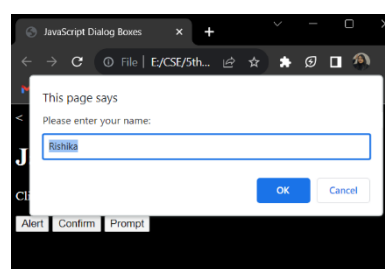 JavaScript Dialog Boxes
File | E:/CSE/5th...
This page says
Please enter your name:
Rishika
OK Cancel
J
Cli
Alert Confirm Prompt